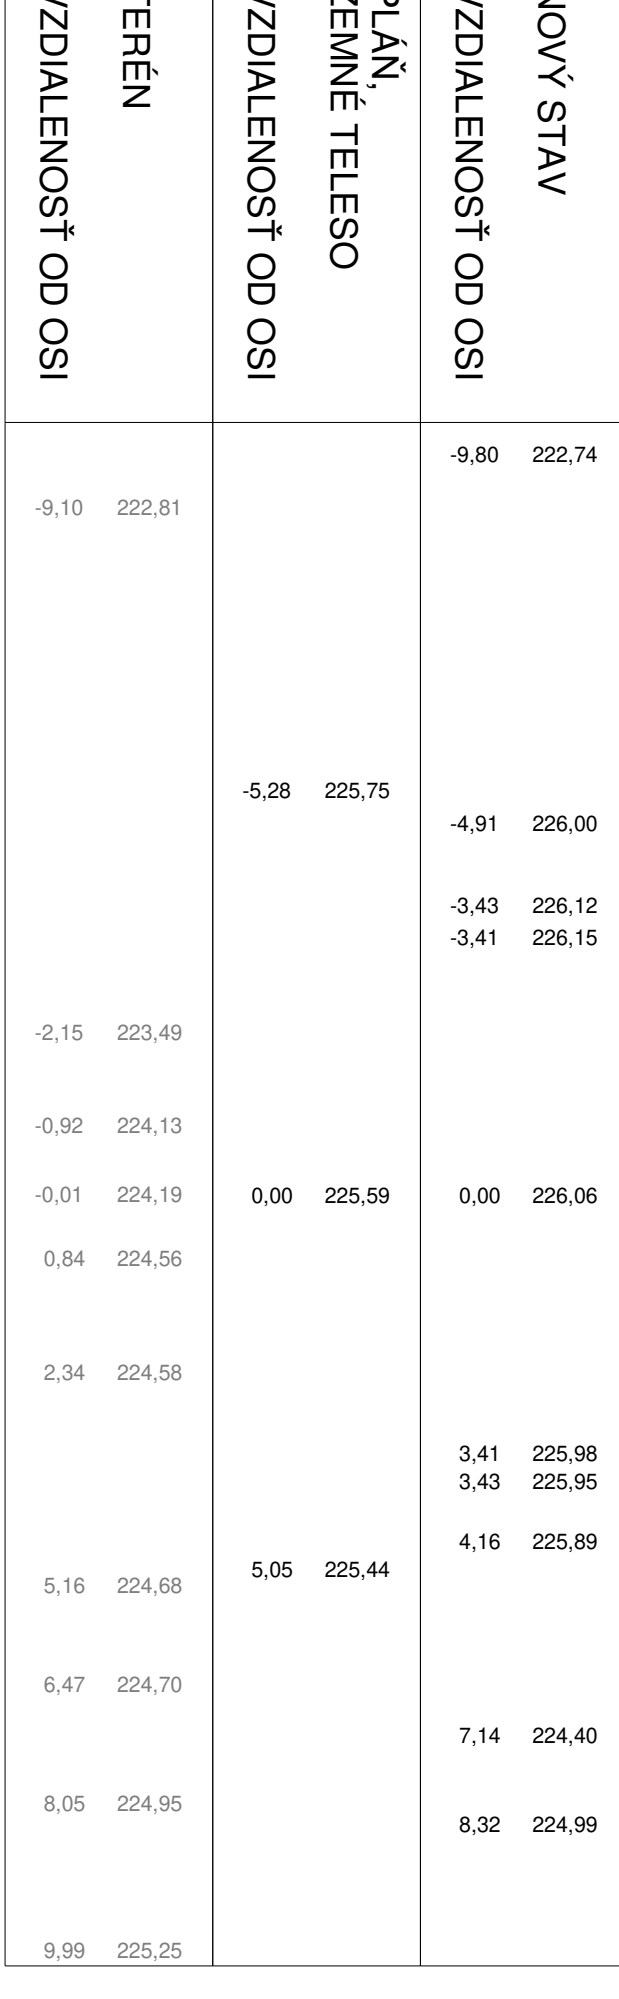 TERÉN
VZDIALENOSŤ OD OSI
PLÁŇ,
ZEMNÉ TELESO
VZDIALENOSŤ OD OSI
NOVÝ STAV
VZDIALENOSŤ OD OSI
-9,80 222,74
-9,10 222,81
-5,28 225,75
-4,91 226,00
-3,43 226,12
-3,41 226,15
-2,15 223,49
-0,92 224,13
-0,01 224,19 0,00 225,59 0,00 226,06
0,84 224,56
2,34 224,58
3,41 225,98
3,43 225,95
4,16 225,89
5,05 225,44
5,16 224,68
6,47 224,70
7,14 224,40
8,05 224,95
8,32 224,99
9,99 225,25